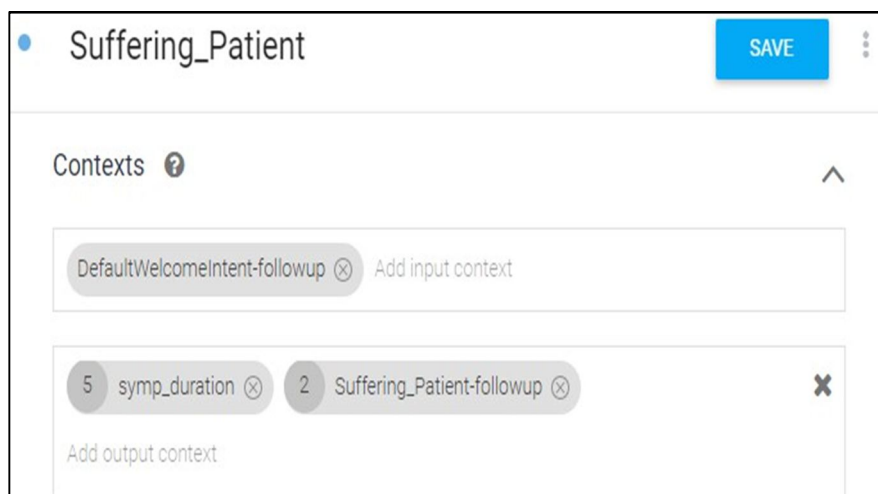 Suffering_Patient SAVE
Contexts ?
DefaultWelcomeIntent-followup Add input context
5 symp_duration 2 Suffering_Patient-followup
Add output context